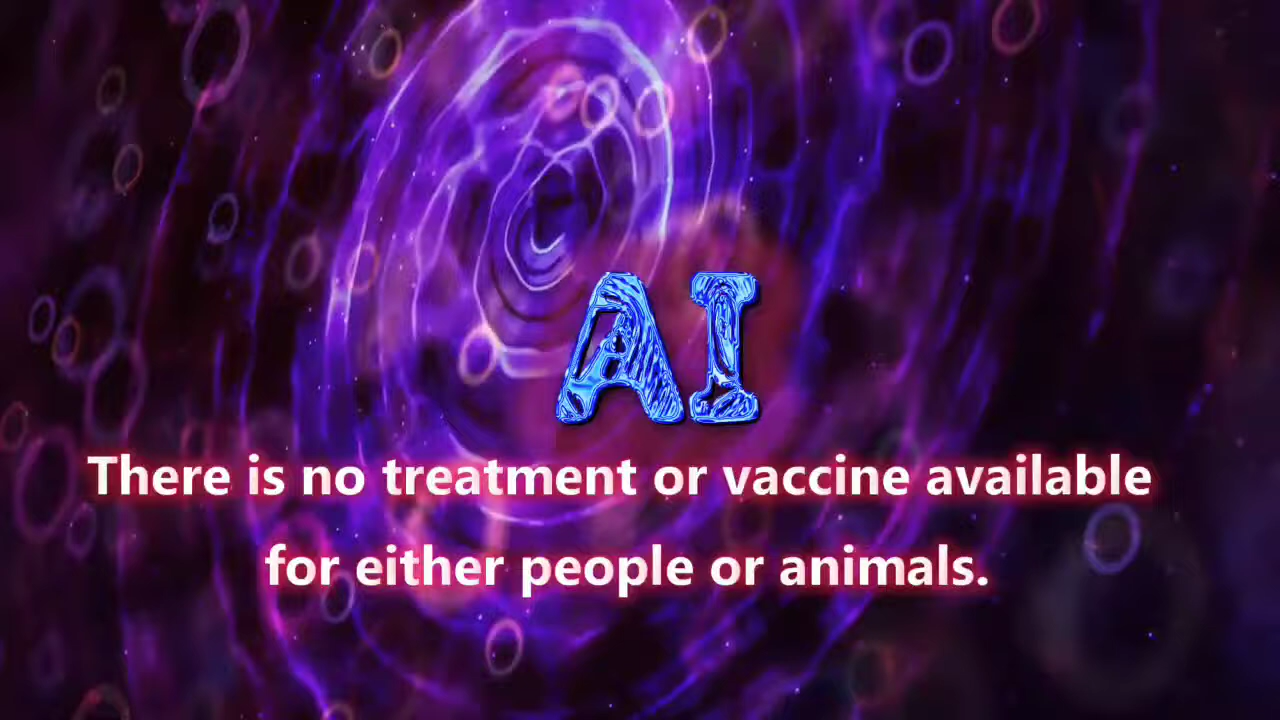 AI
There is no treatment or vaccine available
for either people or animals.